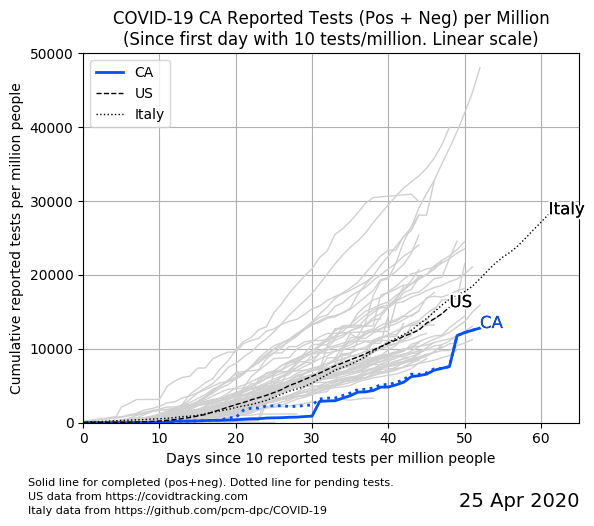 COVID-19 CA Reported Tests (Pos + Neg) per Million
(Since first day with 10 tests/million. Linear scale)
Cumulative reported tests per million people
50000
40000
30000
20000
10000
0
CA
US
Italy
Italy
US
CA
0 10 20 30 40 50 60
Days since 10 reported tests per million people
Solid line for completed (pos+neg). Dotted line for pending tests.
US data from https://covidtracking.com
Italy data from https://github.com/pcm-dpc/COVID-19
25 Apr 2020